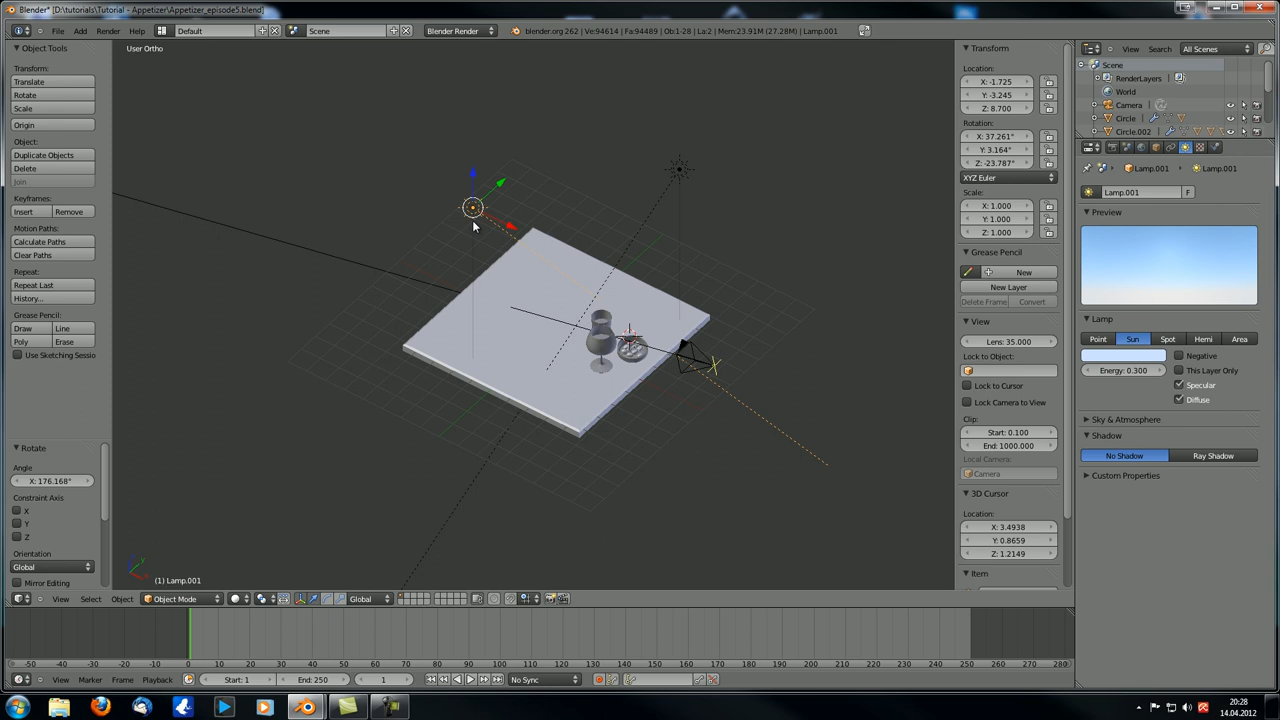 Blender* [D:\tutorials\Tutorial - Appetizer\Appetizer_episode5.blend]
File Add Render Help Default Scene Blender Render blender.org 262 | Ve:94614 | Fa:94489 | Ob:1-28 | La:2 | Mem:23.91M (27.28M) | Lamp.001
View Search All Scenes
Object Tools
Transform:
Translate
Rotate
Scale
Origin
Object:
Duplicate Objects
Delete
Join
Keyframes:
Insert Remove
Motion Paths:
Calculate Paths
Clear Paths
Repeat:
Repeat Last
History...
Grease Pencil:
Draw Line
Poly Erase
Use Sketching Sessio
Rotate
Angle
X: 176.168°
Constraint Axis
X
Y
Z
Orientation
Global
Mirror Editing
User Ortho
(1) Lamp.001
View Select Object Object Mode Global
Transform
Location:
X: -1.725
Y: -3.245
Z: 8.700
Rotation:
X: 37.261°
Y: 3.164°
Z: -23.787°
XYZ Euler
Scale:
X: 1.000
Y: 1.000
Z: 1.000
Grease Pencil
New
New Layer
Delete Frame Convert
View
Lens: 35.000
Lock to Object:
Lock to Cursor
Lock Camera to View
Clip:
Start: 0.100
End: 1000.000
Local Camera:
Camera
3D Cursor
Location:
X: 3.4938
Y: 0.8659
Z: 1.2149
Item
Scene
RenderLayers
World
Camera
Circle
Circle.002
Lamp.001 Lamp.001
Lamp.001 F
Preview
Lamp
Point Sun Spot Hemi Area
Negative
Energy: 0.300 This Layer Only
Specular
Diffuse
Sky & Atmosphere
Shadow
No Shadow Ray Shadow
Custom Properties
-50 -40 -30 -20 -10 0 10 20 30 40 50 60 70 80 90 100 110 120 130 140 150 160 170 180 190 200 210 220 230 240 250 260 270 280
View Marker Frame Playback Start: 1 End: 250 1 No Sync
20:28
14.04.2012